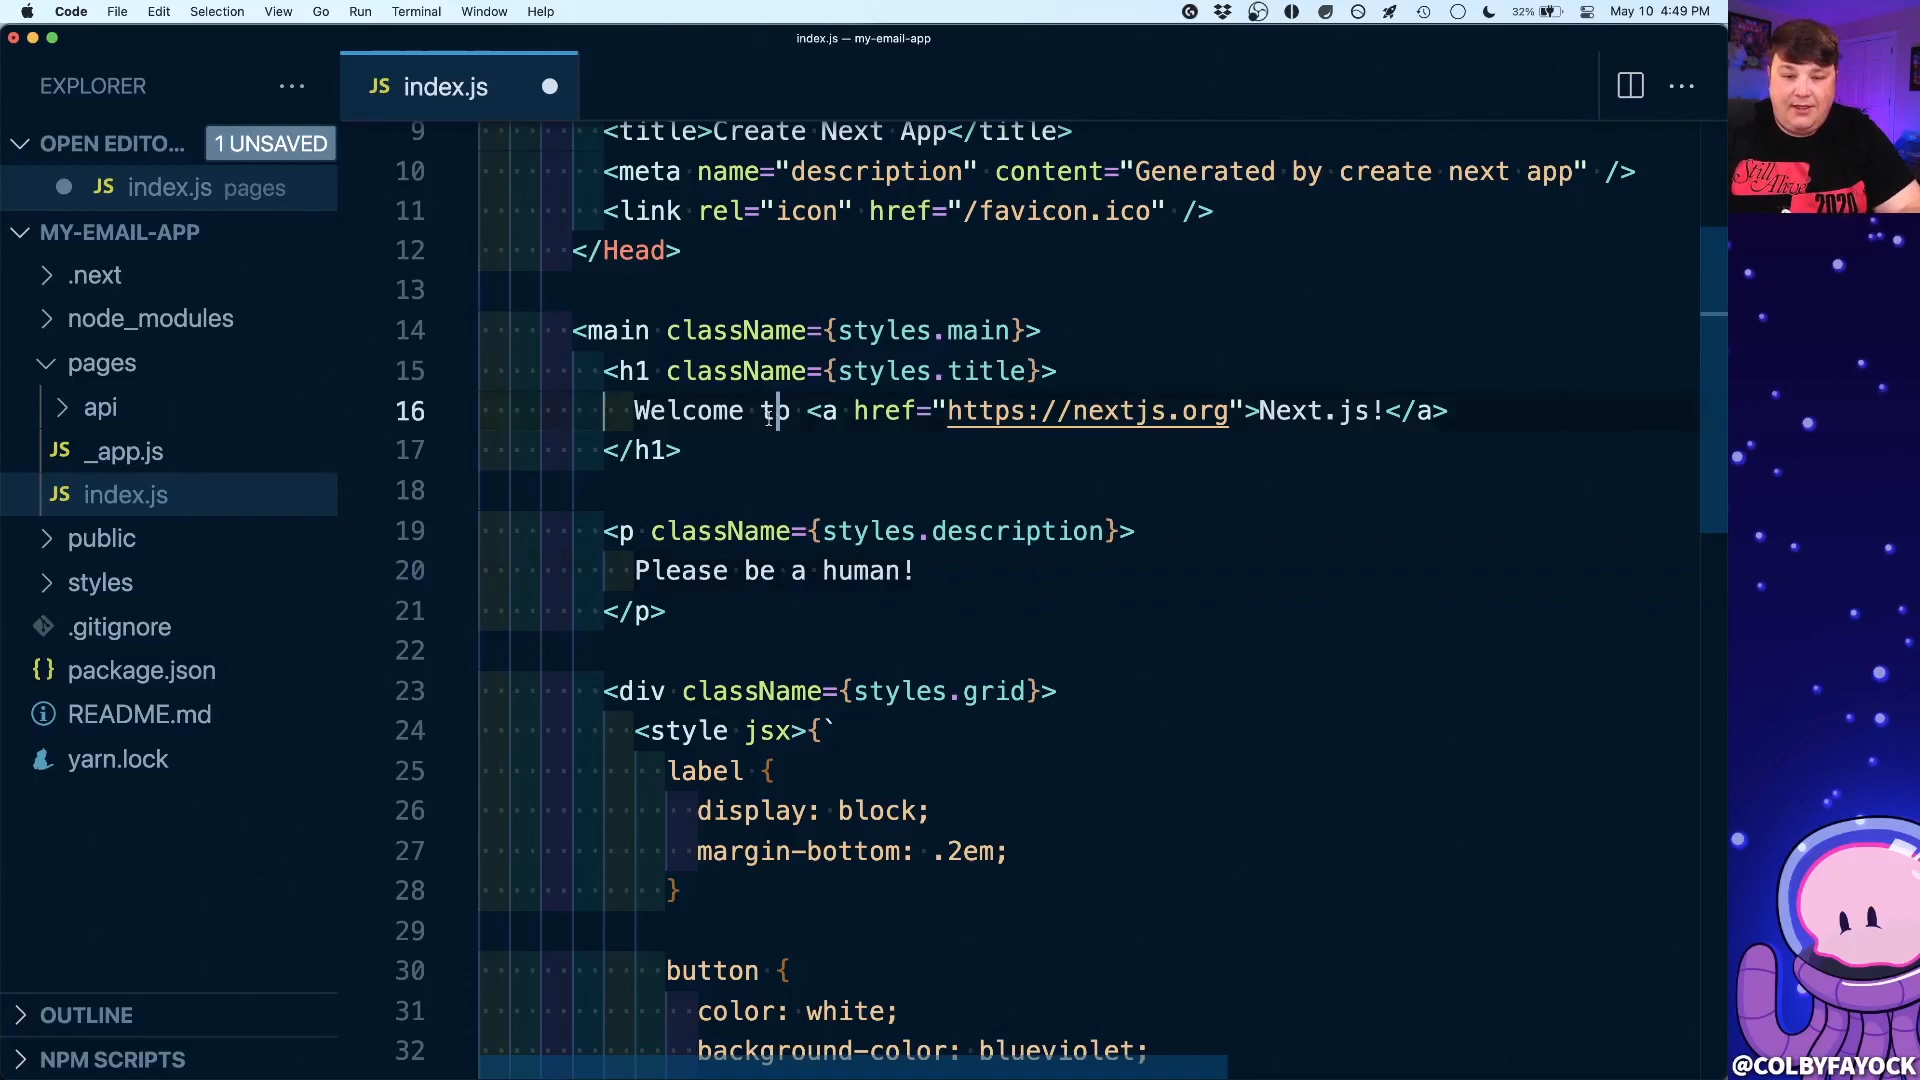 Code File Edit Selection View Go Run Terminal Window Help
32% May 10 4:49 PM
index.js — my-email-app
EXPLORER
JS index.js
OPEN EDITO... 1 UNSAVED
JS index.js pages
MY-EMAIL-APP
.next
node_modules
pages
api
JS _app.js
JS index.js
public
styles
.gitignore
{} package.json
README.md
yarn.lock
OUTLINE
NPM SCRIPTS
9 <title>Create Next App</title>
10 <meta name="description" content="Generated by create next app" />
11 <link rel="icon" href="/favicon.ico" />
12 </Head>
13
14 <main className={styles.main}>
15 <h1 className={styles.title}>
16 Welcome to <a href="https://nextjs.org">Next.js!</a>
17 </h1>
18
19 <p className={styles.description}>
20 Please be a human!
21 </p>
22
23 <div className={styles.grid}>
24 <style jsx>{`
25 label {
26 display: block;
27 margin-bottom: .2em;
28 }
29
30 button {
31 color: white;
32 background-color: blueviolet;
Still
Alive
2020
@COLBYFAYOCK